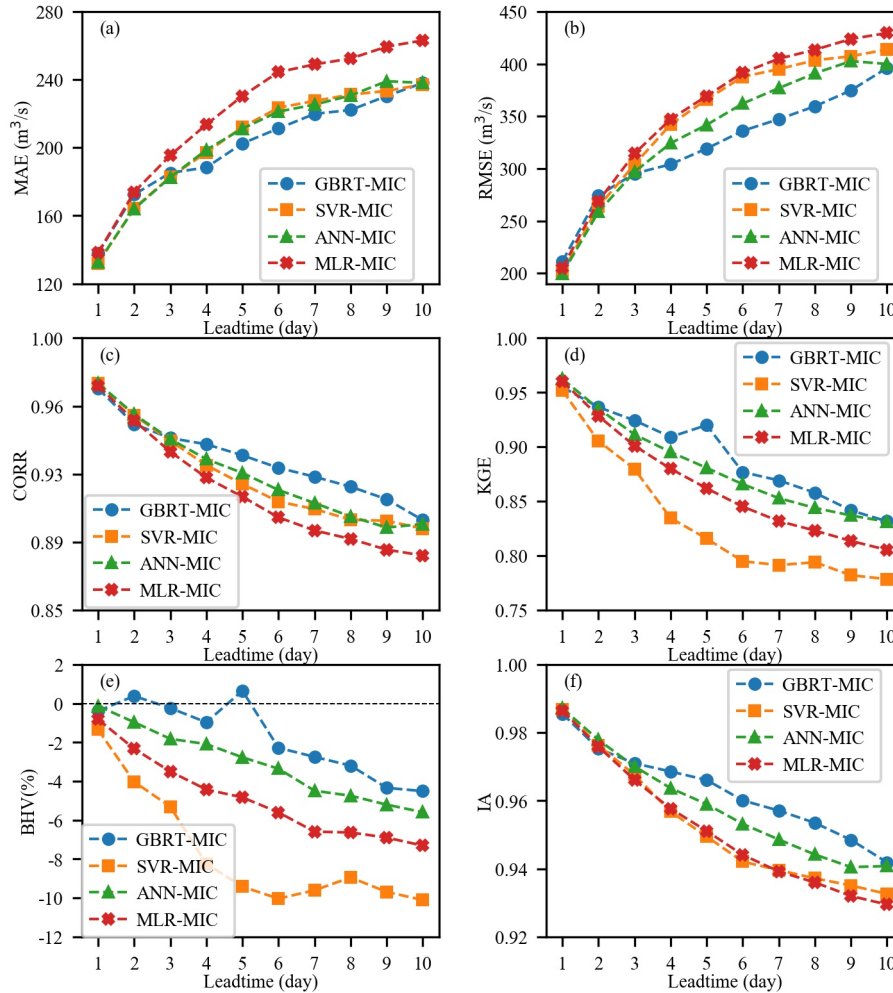 (a)
280
240
200
160
120
MAE (m³/s)
GBRT-MIC
SVR-MIC
ANN-MIC
MLR-MIC
1 2 3 4 5 6 7 8 9 10
Leadtime (day)
(b)
450
400
350
300
250
200
RMSE (m³/s)
GBRT-MIC
SVR-MIC
ANN-MIC
MLR-MIC
1 2 3 4 5 6 7 8 9 10
Leadtime (day)
(c)
1.00
0.96
0.93
0.89
0.85
CORR
GBRT-MIC
SVR-MIC
ANN-MIC
MLR-MIC
1 2 3 4 5 6 7 8 9 10
Leadtime (day)
(d)
1.00
0.95
0.90
0.85
0.80
0.75
KGE
GBRT-MIC
SVR-MIC
ANN-MIC
MLR-MIC
1 2 3 4 5 6 7 8 9 10
Leadtime (day)
(e)
2
0
-2
-4
-6
-8
-10
-12
BHV(%)
GBRT-MIC
SVR-MIC
ANN-MIC
MLR-MIC
1 2 3 4 5 6 7 8 9 10
Leadtime (day)
(f)
1.00
0.98
0.96
0.94
0.92
IA
GBRT-MIC
SVR-MIC
ANN-MIC
MLR-MIC
1 2 3 4 5 6 7 8 9 10
Leadtime (day)